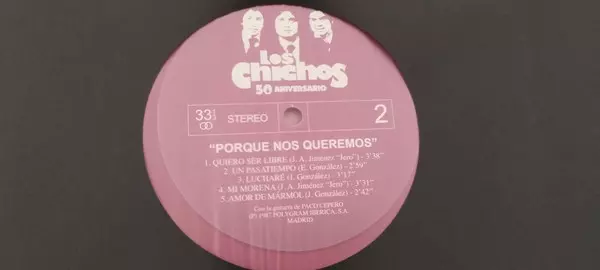 Los
Chichos
50 ANIVERSARIO
33 1/3
STEREO
2
"PORQUE NOS QUEREMOS"
1. QUIERO SER LIBRE (J. A. Jiménez "Jero") - 3'38"
2. UN PASATIEMPO (E. González) - 2'59"
3. LUCHARÉ (J. González) - 3'17"
4. MI MORENA (J. A. Jiménez "Jero") - 3'31"
5. AMOR DE MÁRMOL (J. González) - 2'42"
Con la guitarra de PACO CEPERO
(P) 1987 POLYGRAM IBERICA, S.A.
MADRID